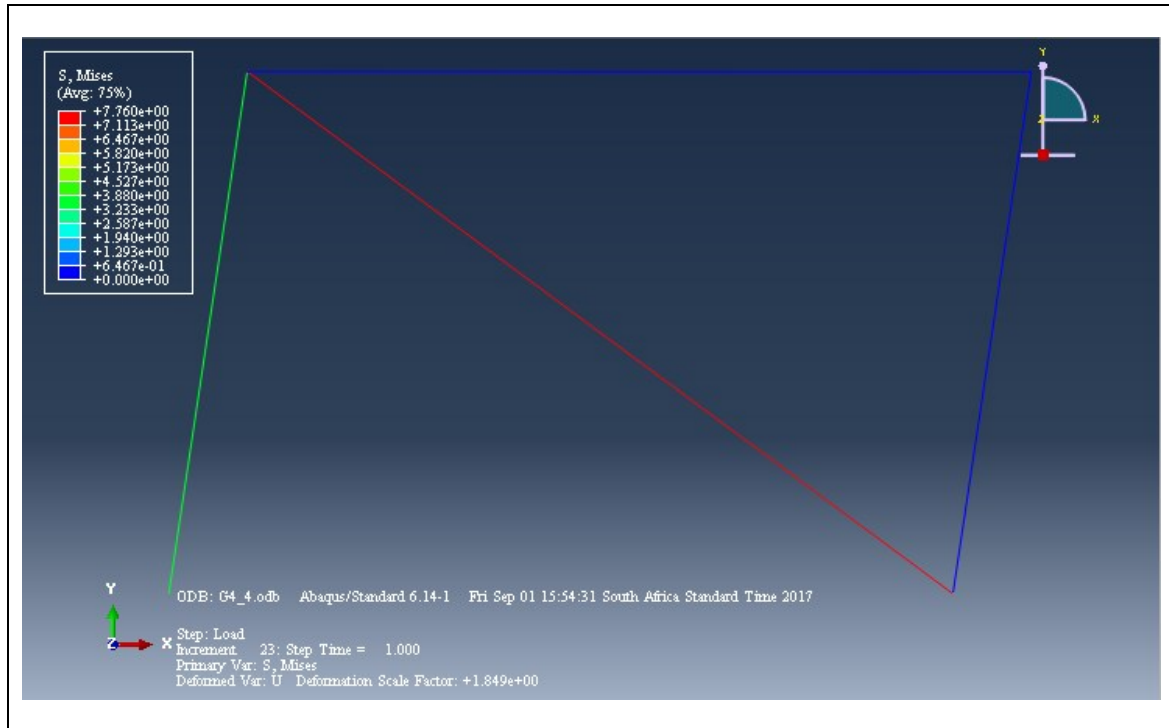 S, Mises
(Avg: 75%)
+7.760e+00
+7.113e+00
+6.467e+00
+5.820e+00
+5.173e+00
+4.527e+00
+3.880e+00
+3.233e+00
+2.587e+00
+1.940e+00
+1.293e+00
+6.467e-01
+0.000e+00
Y
Z X
ODB: G4_4.odb Abaqus/Standard 6.14-1 Fri Sep 01 15:54:31 South Africa Standard Time 2017
Y
Z X
Step: Load
Increment 23: Step Time = 1.000
Primary Var: S, Mises
Deformed Var: U Deformation Scale Factor: +1.849e+00